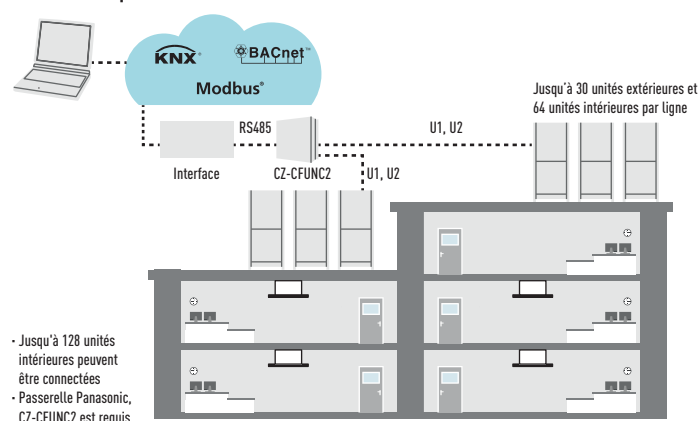 KNX®
BACnet™
Modbus®
Jusqu'à 30 unités extérieures et
64 unités intérieures par ligne
RS485
U1, U2
Interface
CZ-CFUNC2
U1, U2
• Jusqu'à 128 unités
intérieures peuvent
être connectées
• Passerelle Panasonic,
CZ-CFUNC2 est requis